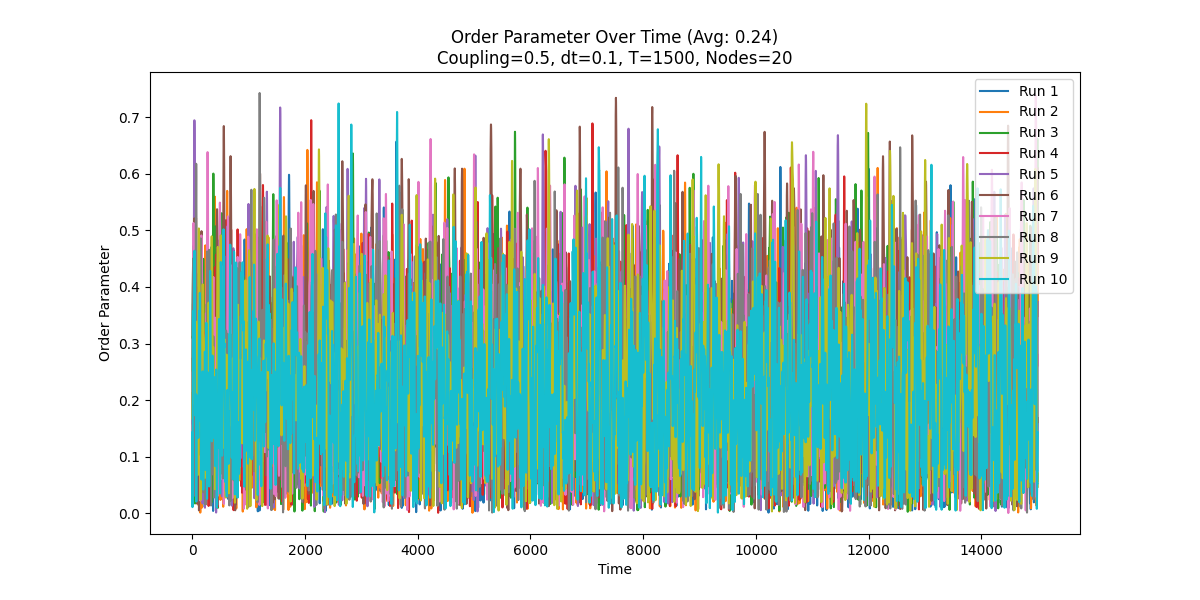 Order Parameter Over Time (Avg: 0.24)
Coupling=0.5, dt=0.1, T=1500, Nodes=20
Order Parameter
0.7
0.6
0.5
0.4
0.3
0.2
0.1
0.0
Run 1
Run 2
Run 3
Run 4
Run 5
Run 6
Run 7
Run 8
Run 9
Run 10
0 2000 4000 6000 8000 10000 12000 14000
Time